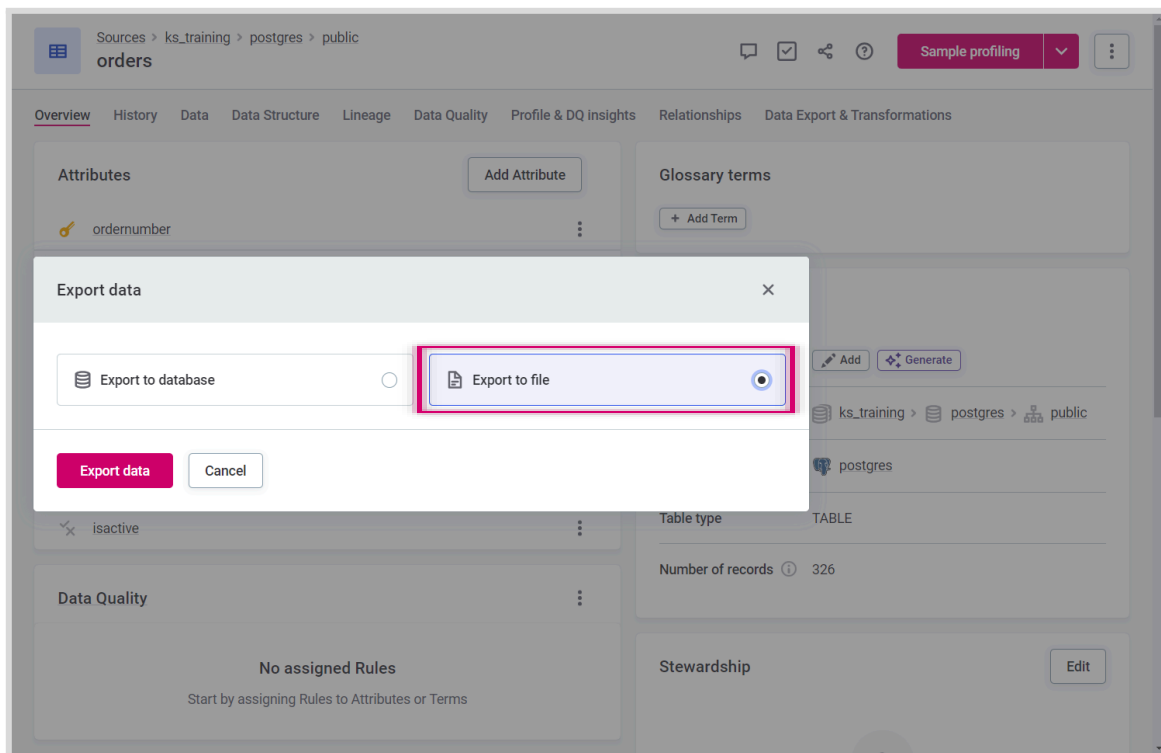 Sources > ks_training > postgres > public
orders
Sample profiling
Overview History Data Data Structure Lineage Data Quality Profile & DQ insights Relationships Data Export & Transformations
Attributes
Add Attribute
ordernumber
Glossary terms
+ Add Term
Export data
Export to database
Export to file
Export data
Cancel
Add
Generate
ks_training > postgres > public
postgres
Table type TABLE
Number of records 326
isactive
Data Quality
No assigned Rules
Start by assigning Rules to Attributes or Terms
Stewardship
Edit